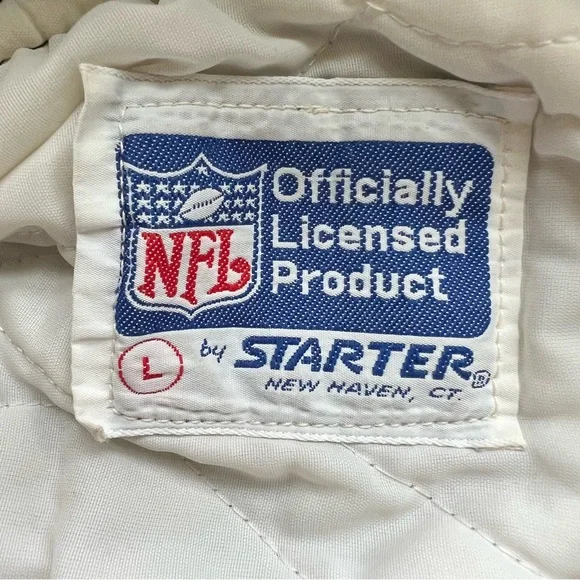 NFL
Officially
Licensed
Product
L
by STARTER®
NEW HAVEN, CT.